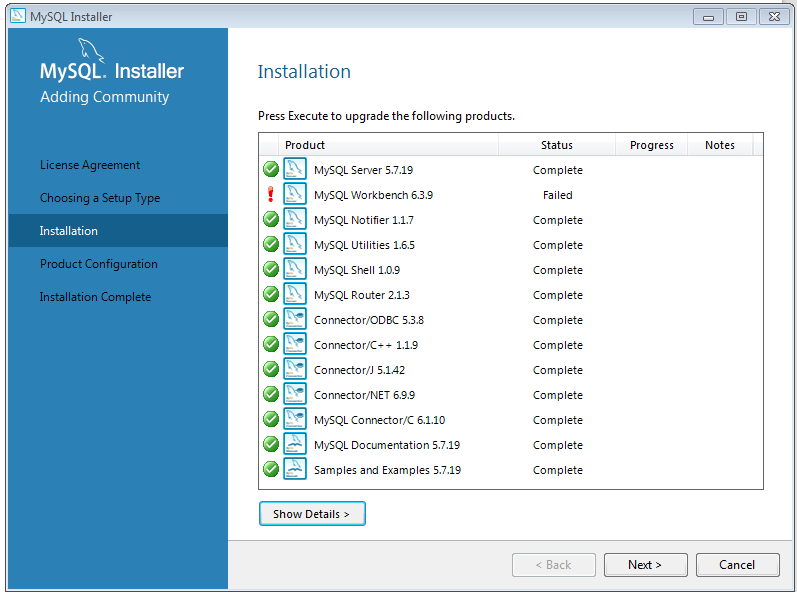 MySQL Installer
MySQL. Installer
Adding Community
License Agreement
Choosing a Setup Type
Installation
Product Configuration
Installation Complete
Installation
Press Execute to upgrade the following products.
Product Status Progress Notes
MySQL Server 5.7.19 Complete
MySQL Workbench 6.3.9 Failed
MySQL Notifier 1.1.7 Complete
MySQL Utilities 1.6.5 Complete
MySQL Shell 1.0.9 Complete
MySQL Router 2.1.3 Complete
Connector/ODBC 5.3.8 Complete
Connector/C++ 1.1.9 Complete
Connector/J 5.1.42 Complete
Connector/NET 6.9.9 Complete
MySQL Connector/C 6.1.10 Complete
MySQL Documentation 5.7.19 Complete
Samples and Examples 5.7.19 Complete
Show Details >
< Back Next > Cancel